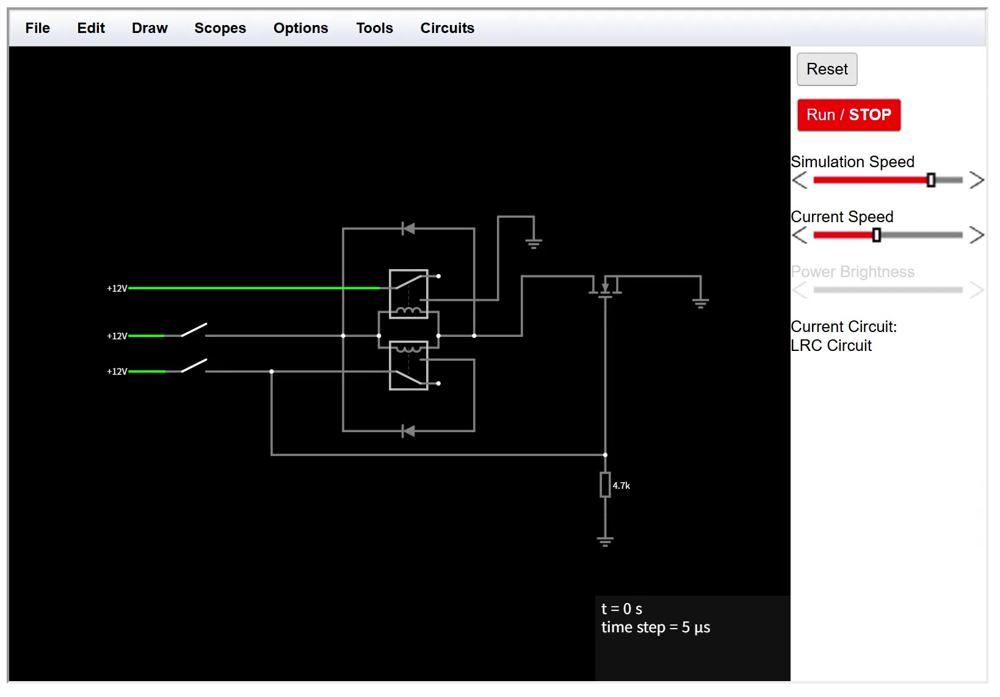 File Edit Draw Scopes Options Tools Circuits
Reset
Run / STOP
Simulation Speed
Current Speed
Power Brightness
Current Circuit:
LRC Circuit
+12V
+12V
+12V
4.7k
t = 0 s
time step = 5 µs